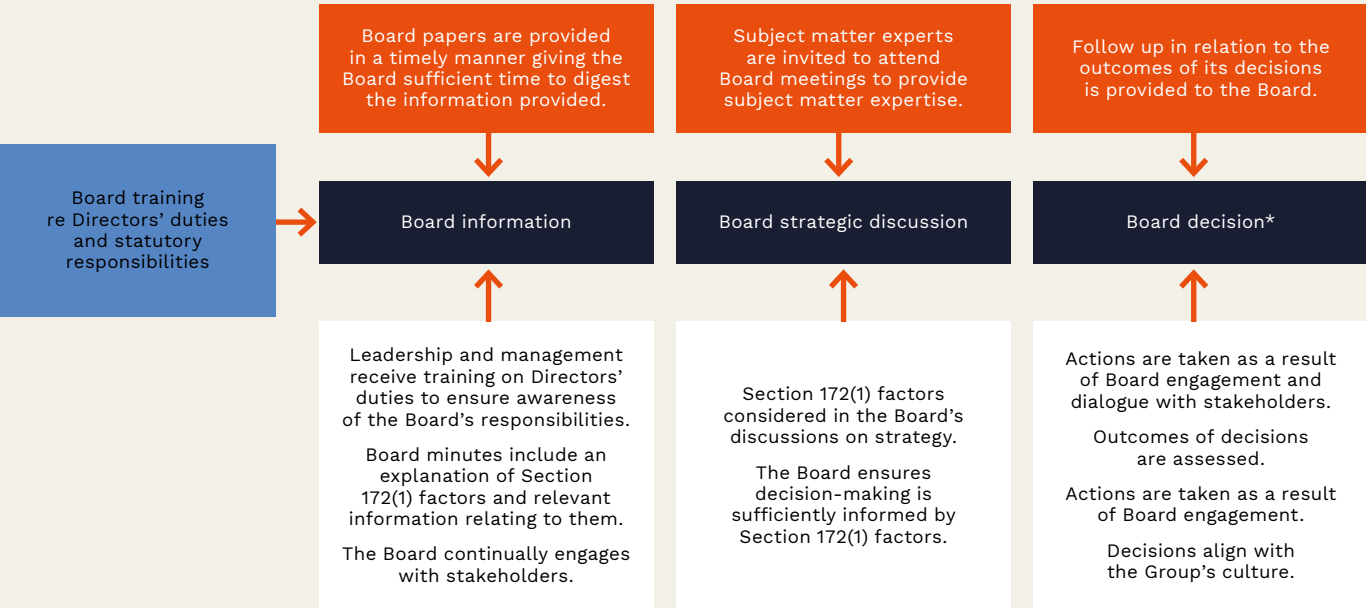 Board papers are provided
in a timely manner giving the
Board sufficient time to digest
the information provided.
Subject matter experts
are invited to attend
Board meetings to provide
subject matter expertise.
Follow up in relation to the
outcomes of its decisions
is provided to the Board.
Board training
re Directors’ duties
and statutory
responsibilities
Board information
Board strategic discussion
Board decision*
Leadership and management
receive training on Directors’
duties to ensure awareness
of the Board’s responsibilities.
Board minutes include an
explanation of Section
172(1) factors and relevant
information relating to them.
The Board continually engages
with stakeholders.
Section 172(1) factors
considered in the Board’s
discussions on strategy.
The Board ensures
decision-making is
sufficiently informed by
Section 172(1) factors.
Actions are taken as a result
of Board engagement and
dialogue with stakeholders.
Outcomes of decisions
are assessed.
Actions are taken as a result
of Board engagement.
Decisions align with
the Group’s culture.